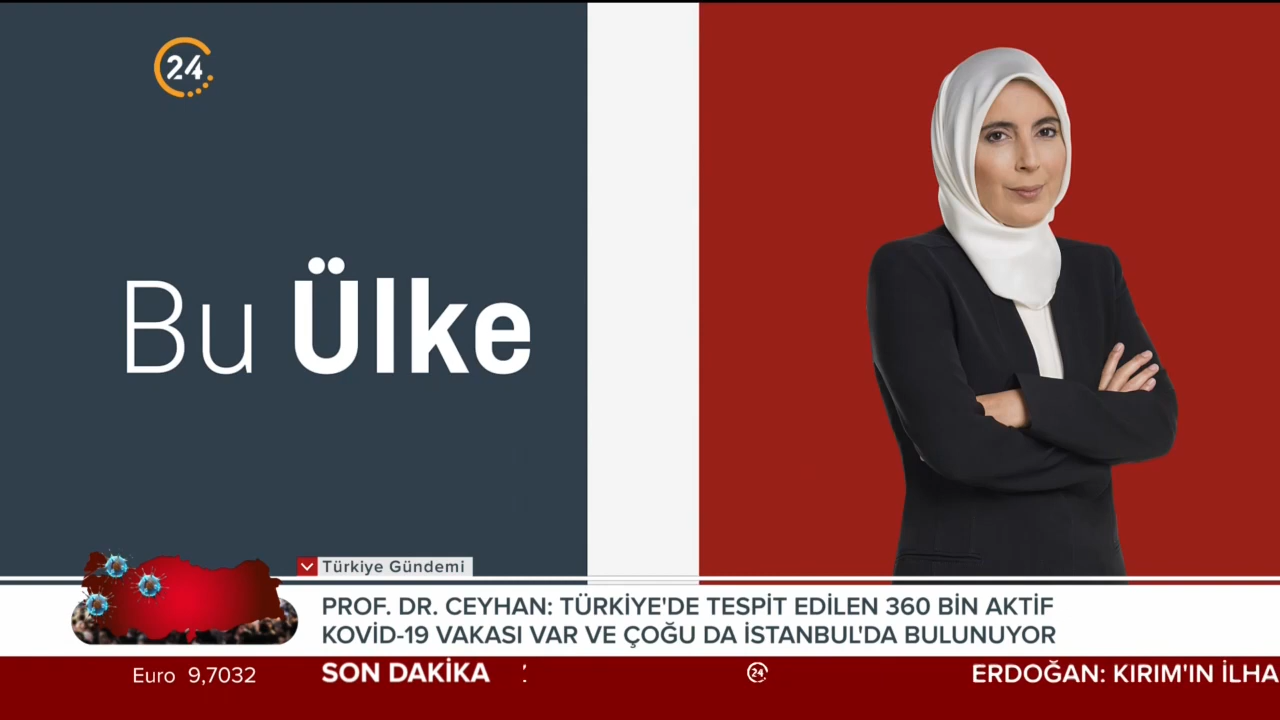 24
Bu Ülke
Türkiye Gündemi
PROF. DR. CEYHAN: TÜRKİYE'DE TESPİT EDİLEN 360 BİN AKTİF
KOVİD-19 VAKASI VAR VE ÇOĞU DA İSTANBUL'DA BULUNUYOR
Euro 9,7032 SON DAKİKA 24 ERDOĞAN: KIRIM'IN İLHA